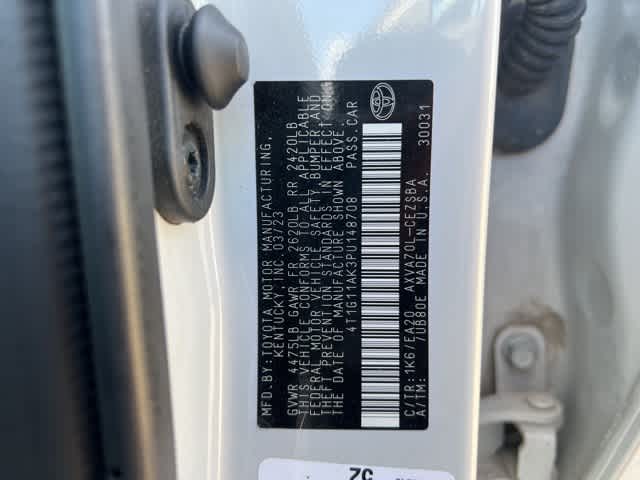 MFD.BY: TOYOTA MOTOR MANUFACTURING,
KENTUCKY, INC. 03/23
GVWR 4475LB GAWR FR 2620LB RR 2420LB
THIS VEHICLE CONFORMS TO ALL APPLICABLE
FEDERAL MOTOR VEHICLE SAFETY, BUMPER AND
THEFT PREVENTION STANDARDS IN EFFECT ON
THE DATE OF MANUFACTURE SHOWN ABOVE.
4T1G11AK3PU148708 PASS.CAR
C/TR: 1K6/EA20 AXVA70L-CEZSBA
A/TM: /UB80E MADE IN U.S.A. 30031